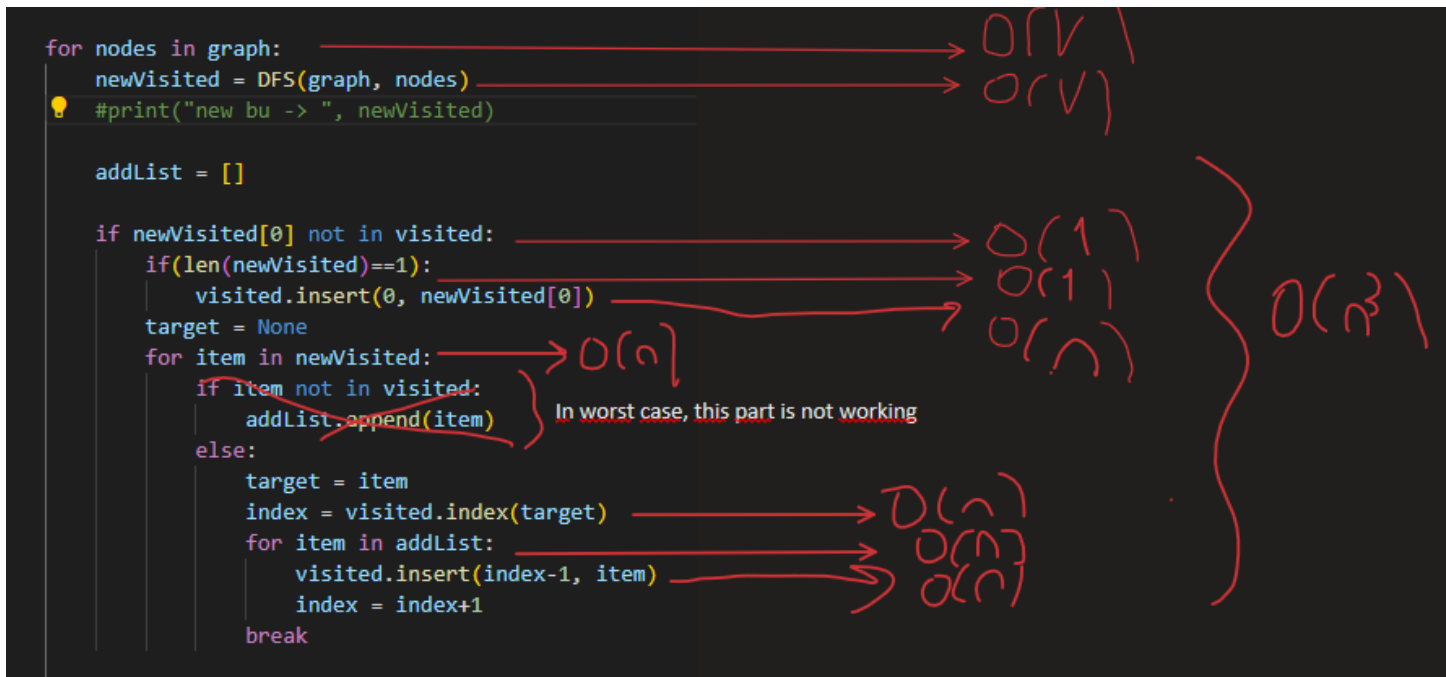 for nodes in graph: O(V)
newVisited = DFS(graph, nodes) O(V)
#print("new bu -> ", newVisited)
addList = []
if newVisited[0] not in visited: O(1)
if(len(newVisited)==1): O(1)
visited.insert(0, newVisited[0]) O(n)
O(n³)
target = None
for item in newVisited: O(n)
if item not in visited:
addList.append(item)
In worst case, this part is not working
else:
target = item
index = visited.index(target) O(n)
for item in addList: O(n)
visited.insert(index-1, item) O(n)
index = index+1
break